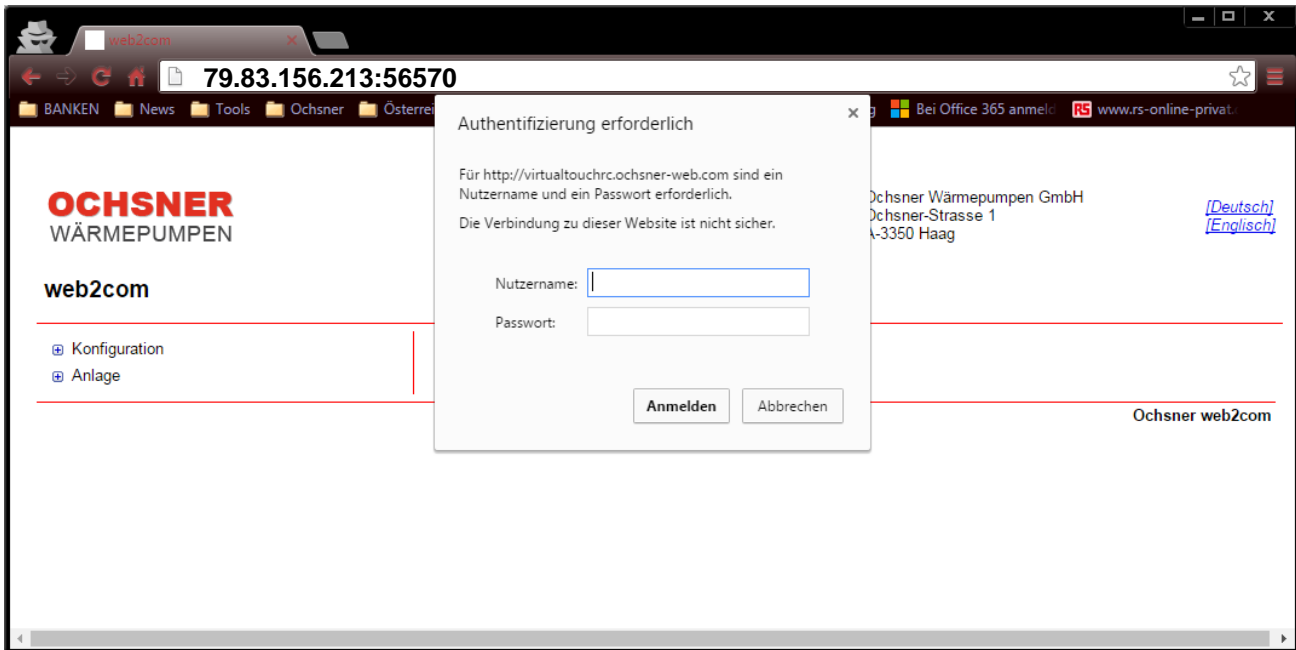 web2com
79.83.156.213:56570
BANKEN News Tools Ochsner Österrei
Bei Office 365 anmeld
RS www.rs-online-privat.
Authentifizierung erforderlich
Für http://virtualtouchrc.ochsner-web.com sind ein
Nutzername und ein Passwort erforderlich.
Die Verbindung zu dieser Website ist nicht sicher.
Nutzername:
Passwort:
Anmelden Abbrechen
OCHSNER
WÄRMEPUMPEN
Ochsner Wärmepumpen GmbH
Ochsner-Strasse 1
A-3350 Haag
[Deutsch]
[Englisch]
web2com
Konfiguration
Anlage
Ochsner web2com